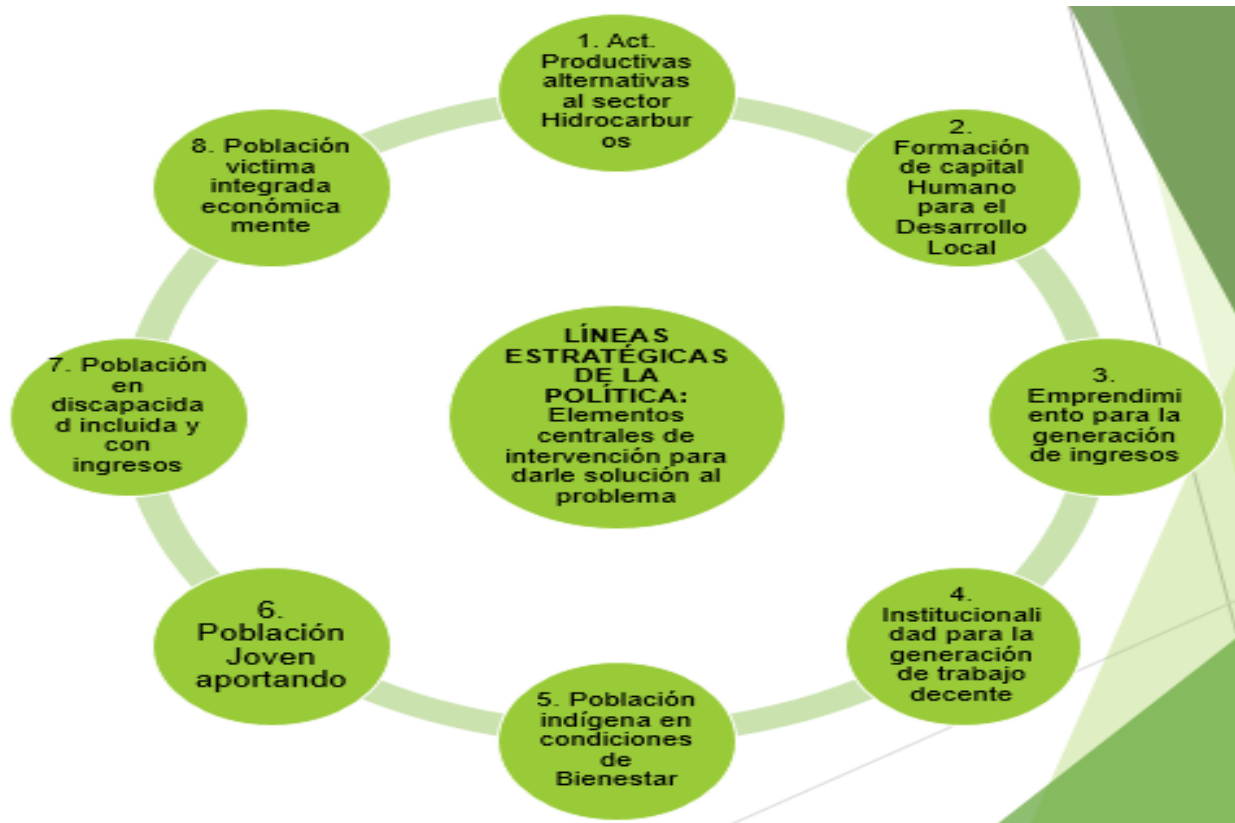 1. Act.
Productivas
alternativas
al sector
Hidrocarbur
os
2.
Formación
de capital
Humano
para el
Desarrollo
Local
3.
Emprendimi
ento para la
generación
de ingresos
4.
Institucionali
dad para la
generación
de trabajo
decente
5. Población
indígena en
condiciones
de
Bienestar
6.
Población
Joven
aportando
7. Población
en
discapacida
d incluida y
con
ingresos
8. Población
victima
integrada
económica
mente
LÍNEAS
ESTRATÉGICAS
DE LA
POLÍTICA:
Elementos
centrales de
intervención para
darle solución al
problema